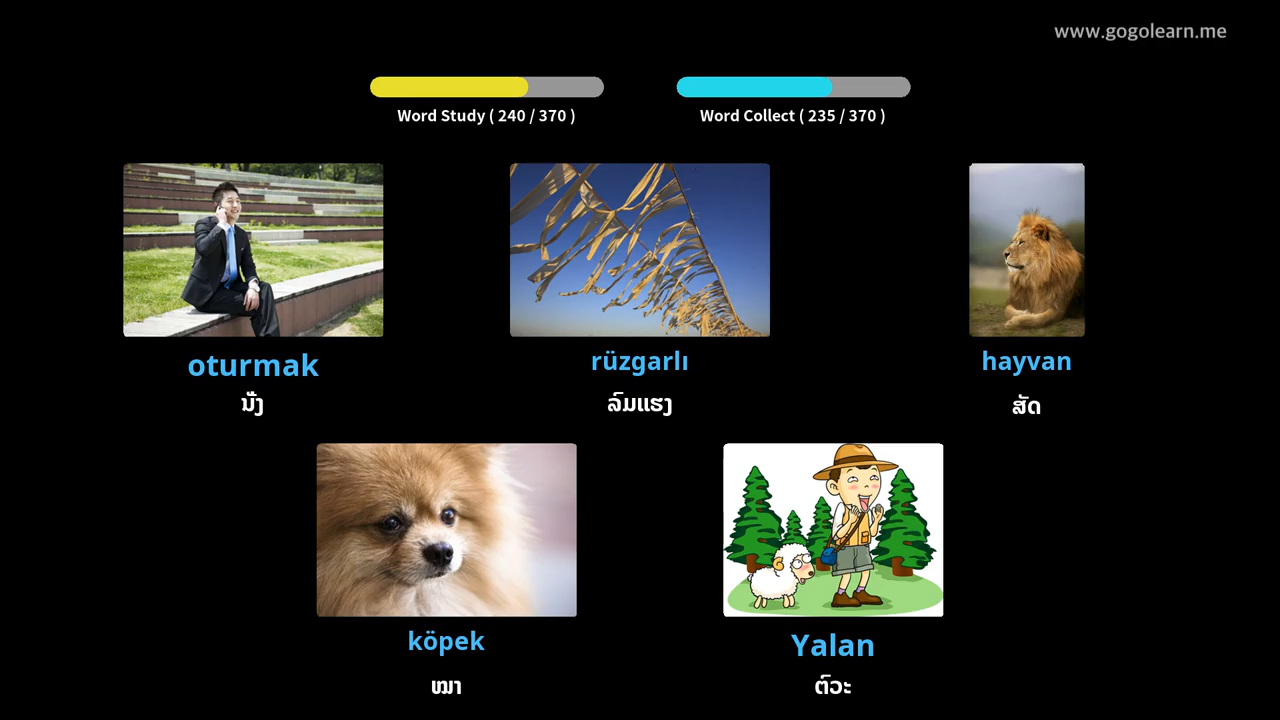 www.gogolearn.me
Word Study ( 240 / 370 )
Word Collect ( 235 / 370 )
oturmak
ນັ່ງ
rüzgarlı
ລົມແຮງ
hayvan
ສັດ
köpek
ໝາ
Yalan
ຕົວະ